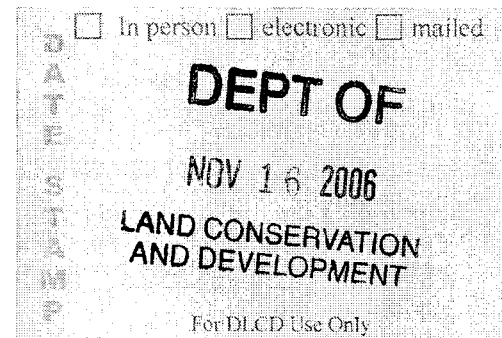 ☐ In person ☐ electronic ☐ mailed
DATE STAMP
DEPT OF
NOV 16 2006
LAND CONSERVATION
AND DEVELOPMENT
For DLCD Use Only